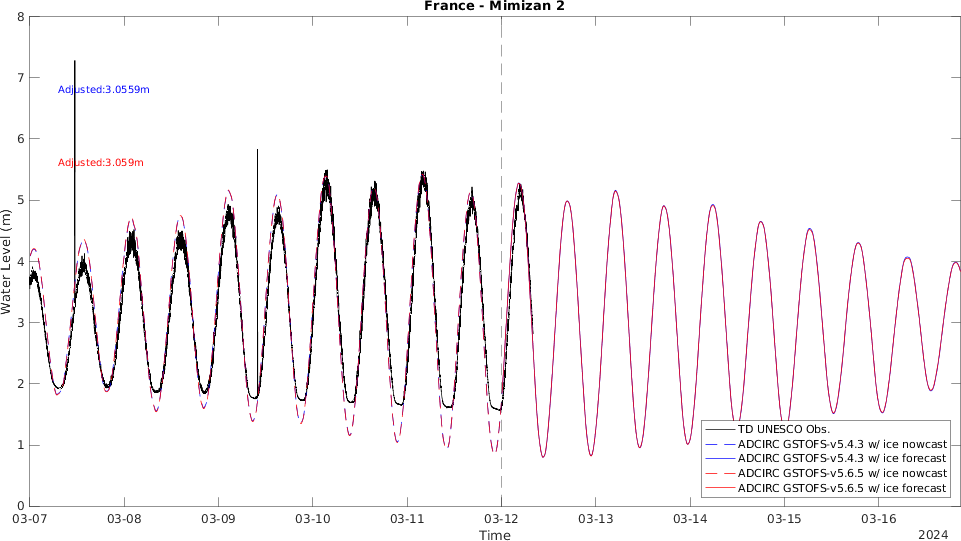 France - Mimizan 2
8
7
6
5
4
3
2
1
0
Water Level (m)
Adjusted:3.0559m
Adjusted:3.059m
TD UNESCO Obs.
ADCIRC GSTOFS-v5.4.3 w/ ice nowcast
ADCIRC GSTOFS-v5.4.3 w/ ice forecast
ADCIRC GSTOFS-v5.6.5 w/ ice nowcast
ADCIRC GSTOFS-v5.6.5 w/ ice forecast
03-07 03-08 03-09 03-10 03-11 03-12 03-13 03-14 03-15 03-16
Time
2024